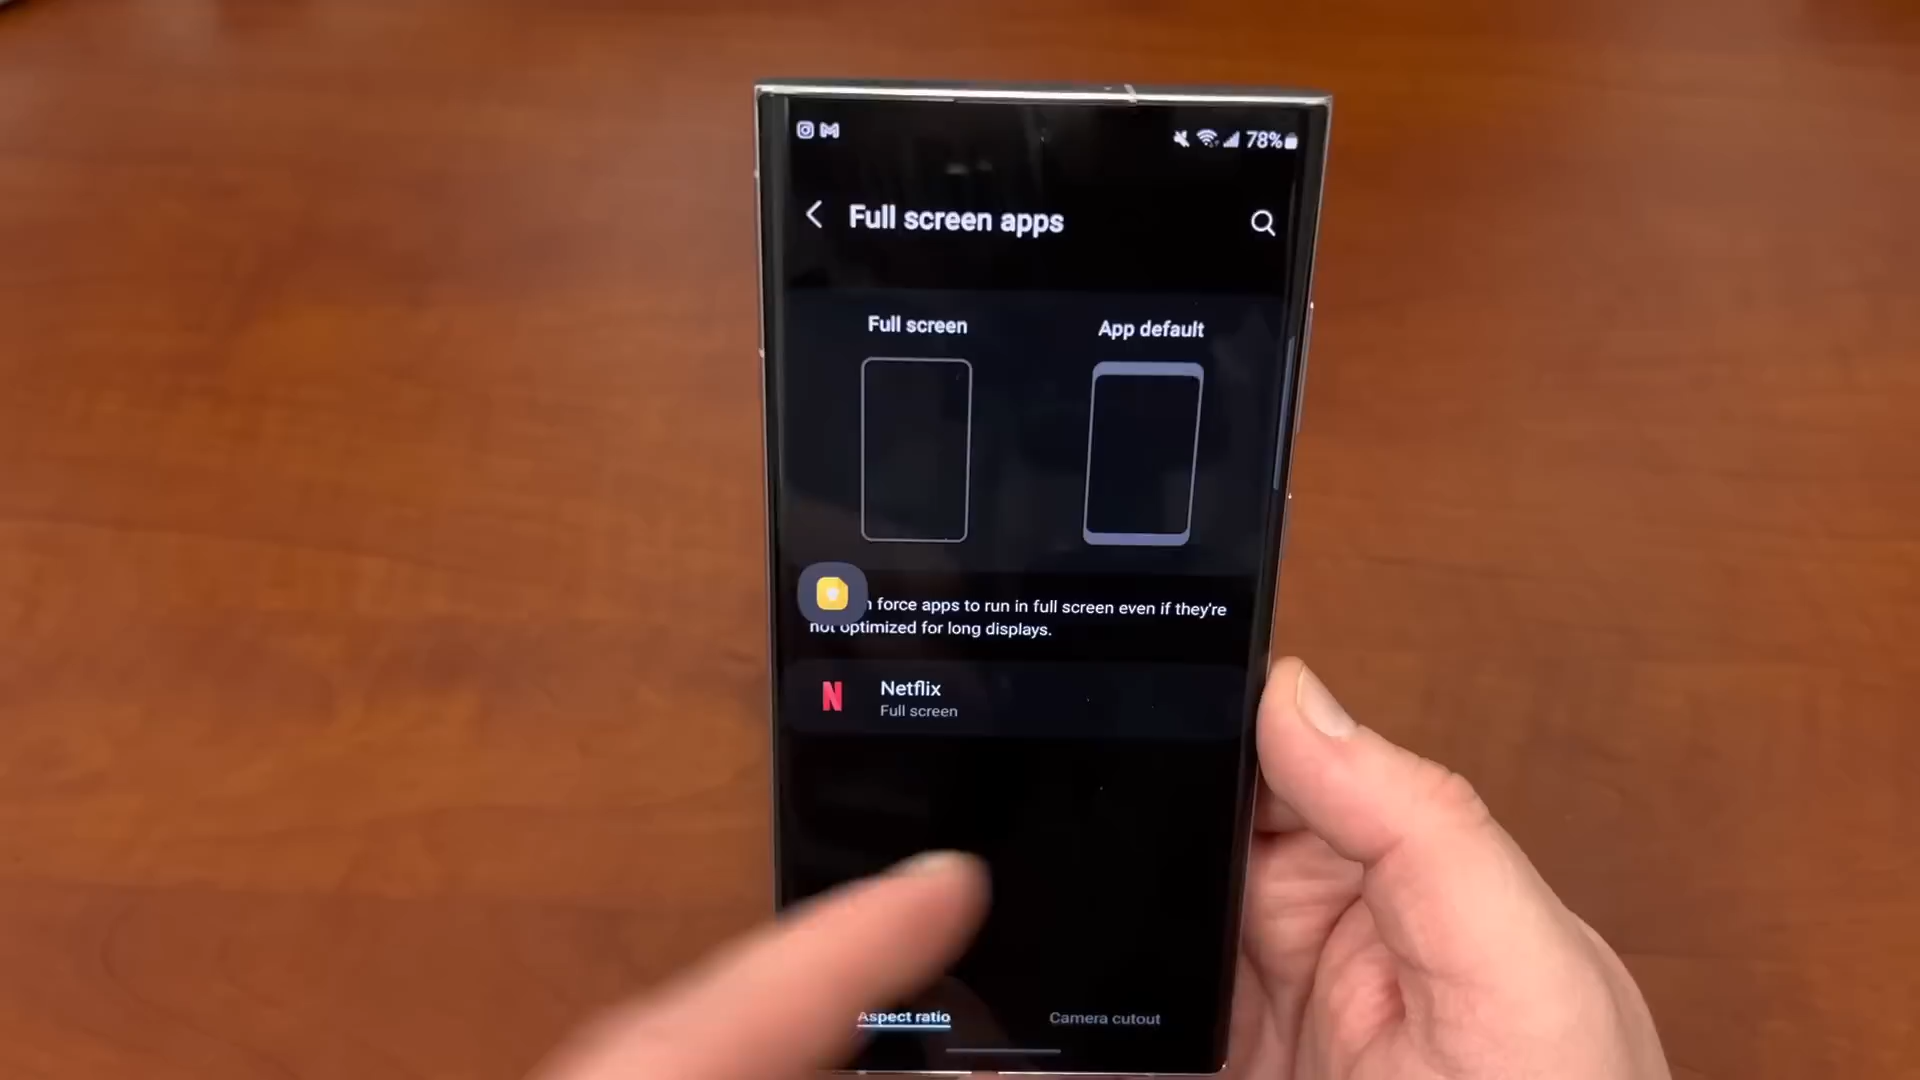 78%
Full screen apps
Full screen
App default
force apps to run in full screen even if they're
not optimized for long displays.
N
Netflix
Full screen
Aspect ratio
Camera cutout